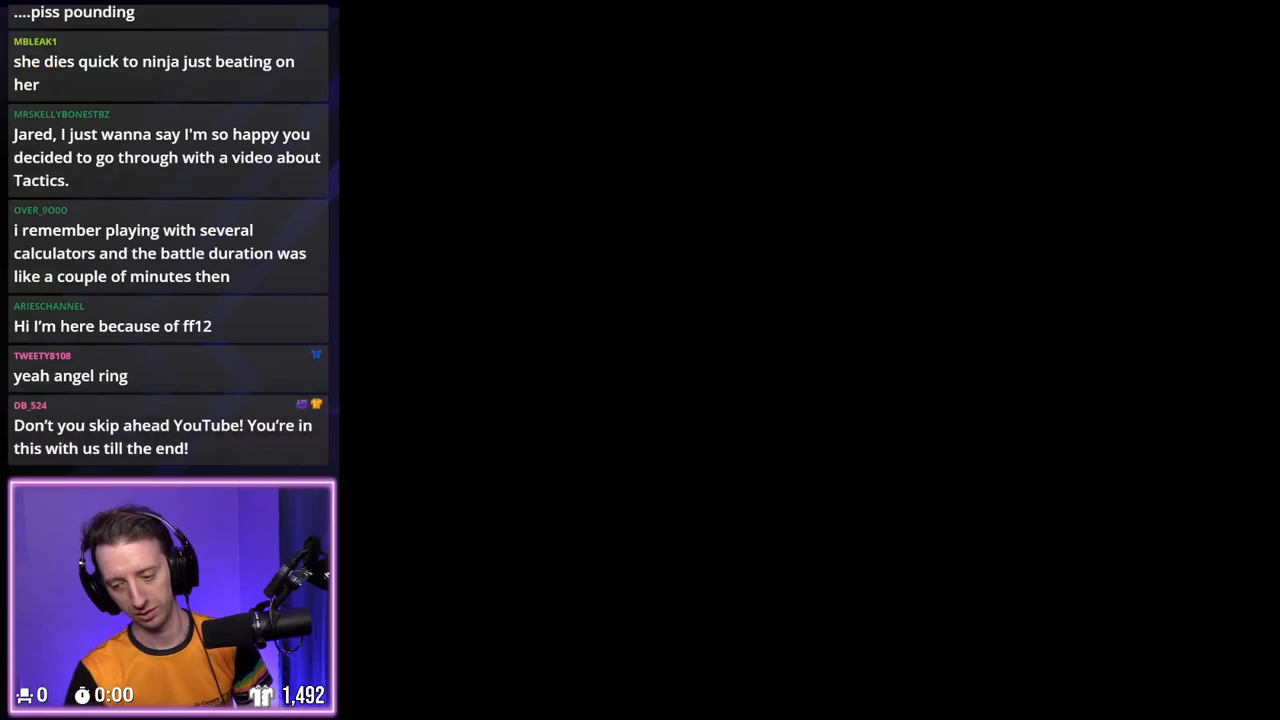 ....piss pounding
MBLEAK1
she dies quick to ninja just beating on
her
MRSKELLYBONESTBZ
Jared, I just wanna say I'm so happy you
decided to go through with a video about
Tactics.
OVER_9000
i remember playing with several
calculators and the battle duration was
like a couple of minutes then
ARIESCHANNEL
Hi I’m here because of ff12
TWEETY8108
yeah angel ring
DB_524
Don’t you skip ahead YouTube! You’re in
this with us till the end!
0 0:00 1,492